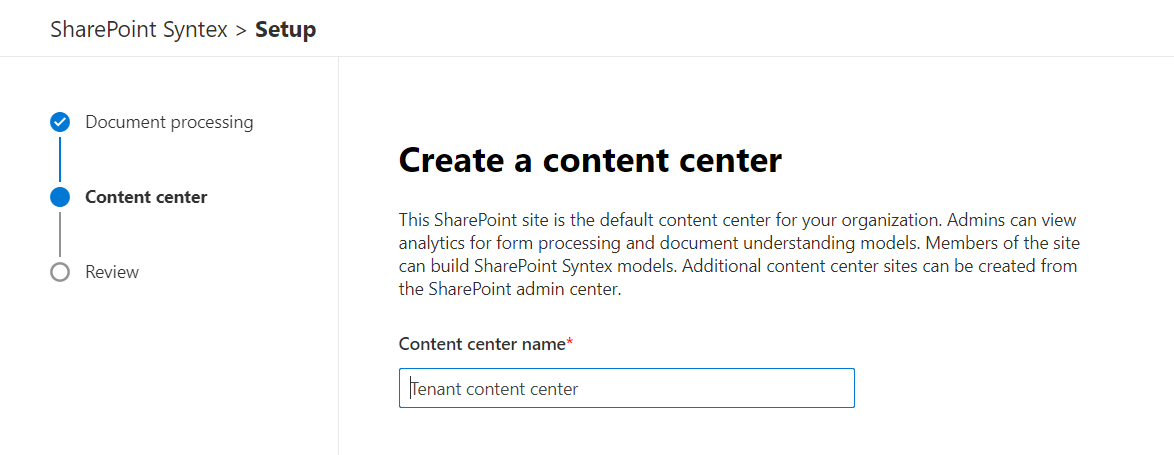 SharePoint Syntex > Setup
Document processing
Content center
Review
Create a content center
This SharePoint site is the default content center for your organization. Admins can view
analytics for form processing and document understanding models. Members of the site
can build SharePoint Syntex models. Additional content center sites can be created from
the SharePoint admin center.
Content center name*
Tenant content center